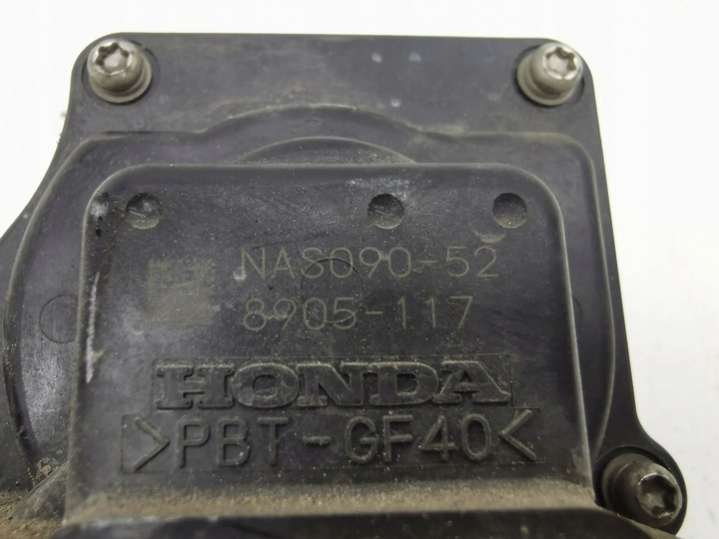 NAS090-52
8905-117
HONDA
>PBT-GF40<